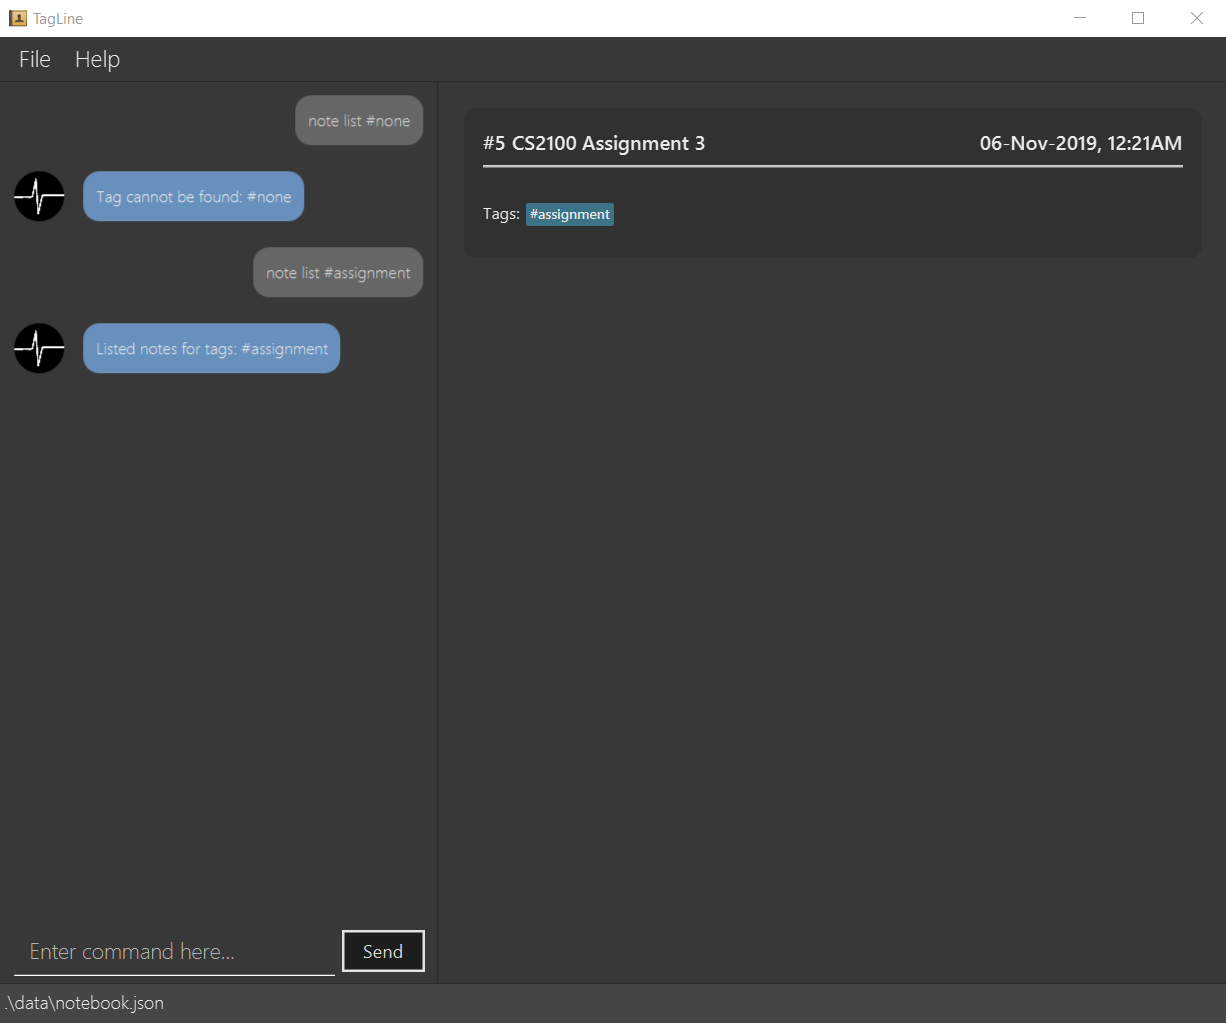 TagLine
File Help
note list #none
Tag cannot be found: #none
note list #assignment
Listed notes for tags: #assignment
Enter command here...
Send
#5 CS2100 Assignment 3
06-Nov-2019, 12:21AM
Tags: #assignment
.\data\notebook.json